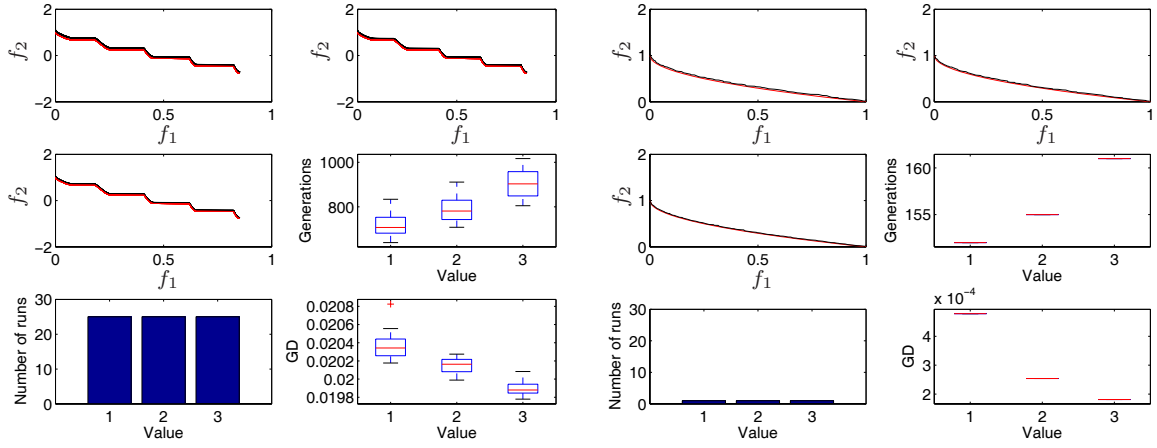 2
0
−2
f2
0 0.5 1
f1
2
0
−2
f2
0 0.5 1
f1
2
1
0
f2
0 0.5 1
f1
2
1
0
f2
0 0.5 1
f1
2
0
−2
f2
0 0.5 1
f1
1000
800
Generations
1 2 3
Value
2
1
0
f2
0 0.5 1
f1
160
155
Generations
1 2 3
Value
30
20
10
0
Number of runs
1 2 3
Value
0.0208
0.0206
0.0204
0.0202
0.02
0.0198
GD
1 2 3
Value
30
20
10
0
Number of runs
1 2 3
Value
x 10−4
4
3
2
GD
1 2 3
Value